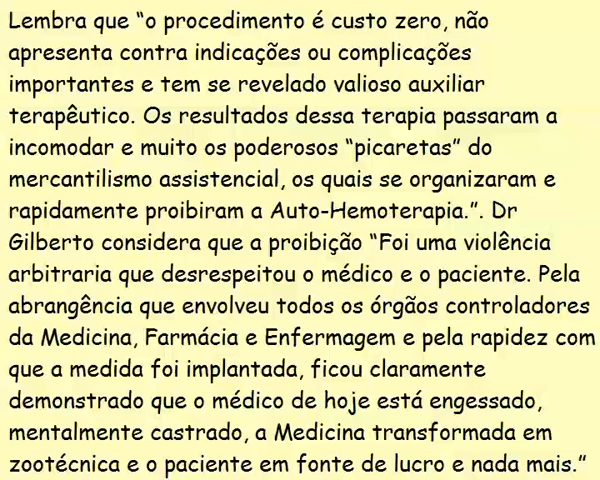 Lembra que “o procedimento é custo zero, não
apresenta contra indicações ou complicações
importantes e tem se revelado valioso auxiliar
terapêutico. Os resultados dessa terapia passaram a
incomodar e muito os poderosos “picaretas” do
mercantilismo assistencial, os quais se organizaram e
rapidamente proibiram a Auto-Hemoterapia.”. Dr
Gilberto considera que a proibição “Foi uma violência
arbitraria que desrespeitou o médico e o paciente. Pela
abrangência que envolveu todos os órgãos controladores
da Medicina, Farmácia e Enfermagem e pela rapidez com
que a medida foi implantada, ficou claramente
demonstrado que o médico de hoje está engessado,
mentalmente castrado, a Medicina transformada em
zootécnica e o paciente em fonte de lucro e nada mais.”